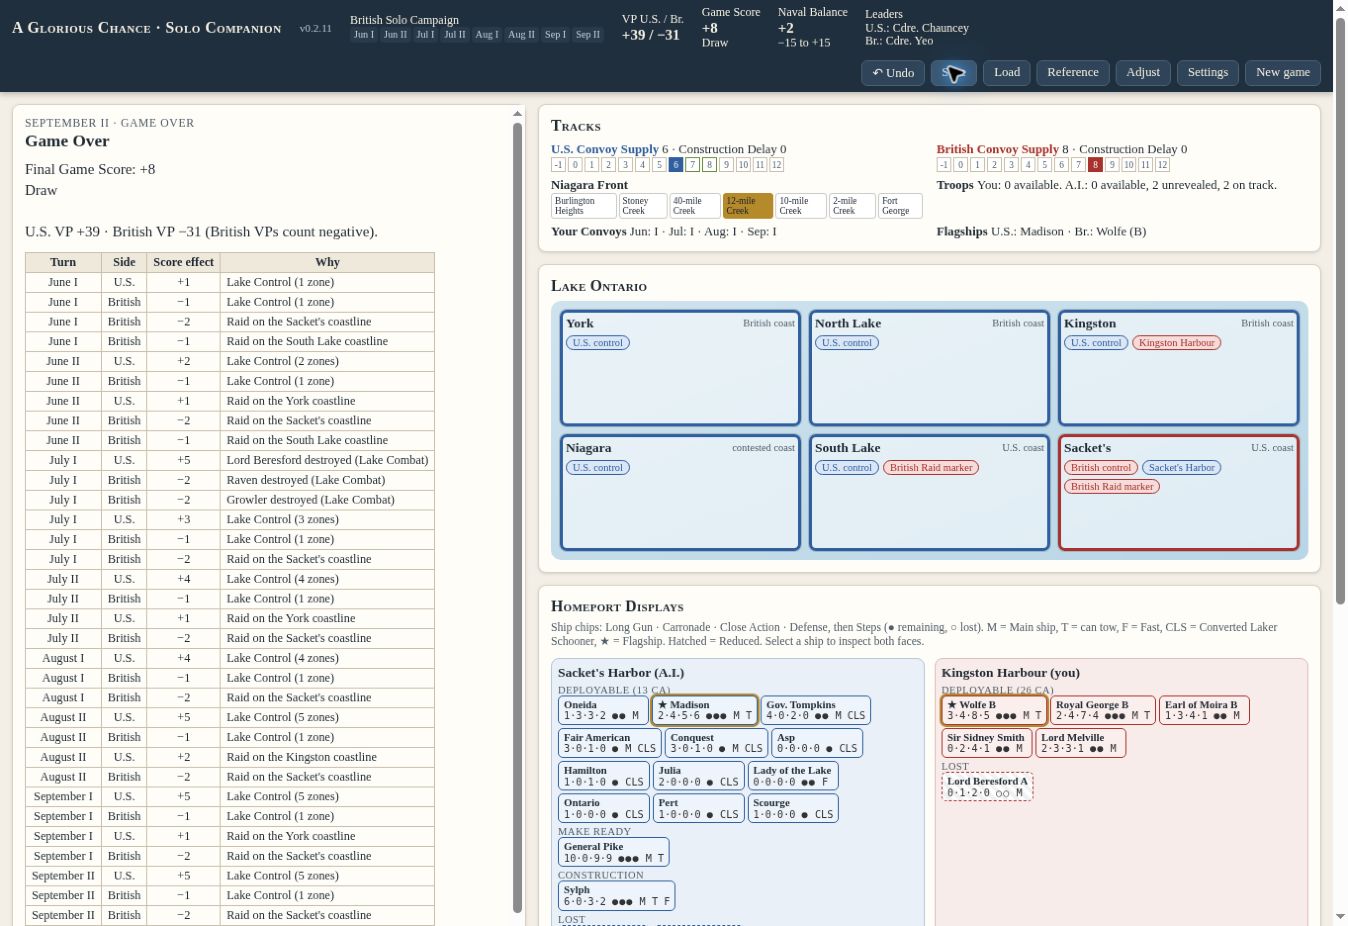 A Glorious Chance · Solo Companion
v0.2.11
British Solo Campaign
Jun I Jun II Jul I Jul II Aug I Aug II Sep I Sep II
VP U.S. / Br.
+39 / −31
Game Score
+8
Draw
Naval Balance
+2
−15 to +15
Leaders
U.S.: Cdre. Chauncey
Br.: Cdre. Yeo
↶ Undo
Load
Reference
Adjust
Settings
New game
SEPTEMBER II · GAME OVER
Game Over
Final Game Score: +8
Draw
U.S. VP +39 · British VP −31 (British VPs count negative).
Turn Side Score effect Why
June I U.S. +1 Lake Control (1 zone)
June I British −1 Lake Control (1 zone)
June I British −2 Raid on the Sacket's coastline
June I British −1 Raid on the South Lake coastline
June II U.S. +2 Lake Control (2 zones)
June II British −1 Lake Control (1 zone)
June II U.S. +1 Raid on the York coastline
June II British −2 Raid on the Sacket's coastline
June II British −1 Raid on the South Lake coastline
July I U.S. +5 Lord Beresford destroyed (Lake Combat)
July I British −2 Raven destroyed (Lake Combat)
July I British −2 Growler destroyed (Lake Combat)
July I U.S. +3 Lake Control (3 zones)
July I British −1 Lake Control (1 zone)
July I British −2 Raid on the Sacket's coastline
July II U.S. +4 Lake Control (4 zones)
July II British −1 Lake Control (1 zone)
July II U.S. +1 Raid on the York coastline
July II British −2 Raid on the Sacket's coastline
August I U.S. +4 Lake Control (4 zones)
August I British −1 Lake Control (1 zone)
August I British −2 Raid on the Sacket's coastline
August II U.S. +5 Lake Control (5 zones)
August II British −1 Lake Control (1 zone)
August II U.S. +2 Raid on the Kingston coastline
August II British −2 Raid on the Sacket's coastline
September I U.S. +5 Lake Control (5 zones)
September I British −1 Lake Control (1 zone)
September I U.S. +1 Raid on the York coastline
September I British −2 Raid on the Sacket's coastline
September II U.S. +5 Lake Control (5 zones)
September II British −1 Lake Control (1 zone)
September II British −2 Raid on the Sacket's coastline
Tracks
U.S. Convoy Supply 6 · Construction Delay 0
-1 0 1 2 3 4 5 6 7 8 9 10 11 12
British Convoy Supply 8 · Construction Delay 0
-1 0 1 2 3 4 5 6 7 8 9 10 11 12
Niagara Front
Burlington Heights
Stoney Creek
40-mile Creek
12-mile Creek
10-mile Creek
2-mile Creek
Fort George
Troops You: 0 available. A.I.: 0 available, 2 unrevealed, 2 on track.
Your Convoys Jun: I · Jul: I · Aug: I · Sep: I
Flagships U.S.: Madison · Br.: Wolfe (B)
Lake Ontario
York British coast
U.S. control
North Lake British coast
U.S. control
Kingston British coast
U.S. control Kingston Harbour
Niagara contested coast
U.S. control
South Lake U.S. coast
U.S. control British Raid marker
Sacket's U.S. coast
British control Sacket's Harbor
British Raid marker
Homeport Displays
Ship chips: Long Gun · Carronade · Close Action · Defense, then Steps (● remaining, ○ lost). M = Main ship, T = can tow, F = Fast, CLS = Converted Laker
Schooner, ★ = Flagship. Hatched = Reduced. Select a ship to inspect both faces.
Sacket's Harbor (A.I.)
DEPLOYABLE (13 CA)
Oneida
1·3·3·2 ●● M
★ Madison
2·4·5·6 ●●● M T
Gov. Tompkins
4·0·2·0 ●● M CLS
Fair American
3·0·1·0 ● M CLS
Conquest
3·0·1·0 ● M CLS
Asp
0·0·0·0 ● CLS
Hamilton
1·0·1·0 ● CLS
Julia
2·0·0·0 ● CLS
Lady of the Lake
0·0·0·0 ●● F
Ontario
1·0·0·0 ● CLS
Pert
1·0·0·0 ● CLS
Scourge
1·0·0·0 ● CLS
MAKE READY
General Pike
10·0·9·9 ●●● M T
CONSTRUCTION
Sylph
6·0·3·2 ●●● M T F
LOST
Kingston Harbour (you)
DEPLOYABLE (26 CA)
★ Wolfe B
3·4·8·5 ●●● M T
Royal George B
2·4·7·4 ●●● M T
Earl of Moira B
1·3·4·1 ●● M
Sir Sidney Smith
0·2·4·1 ●● M
Lord Melville
2·3·3·1 ●● M
LOST
Lord Beresford A
0·1·2·0 ○○ M